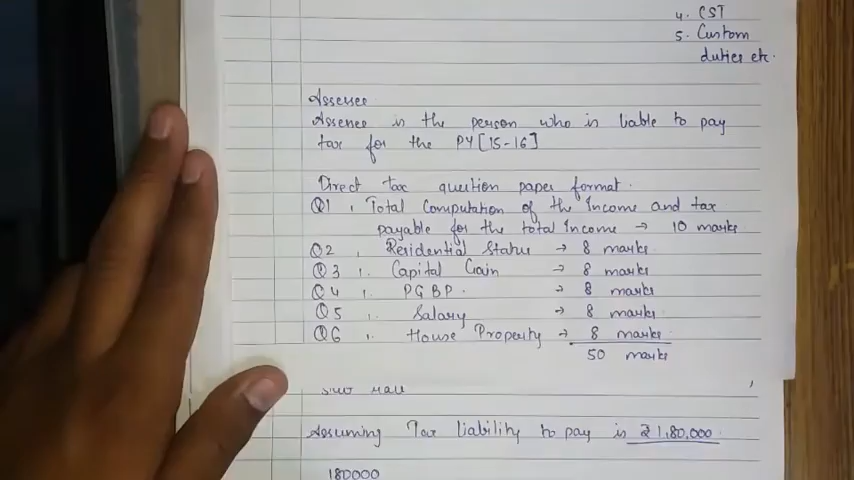 4. CST
5. Custom
duties etc.
Assessee
Assessee is the person who is liable to pay
tax for the PY [15-16]
Direct tax question paper format.
Q1. Total Computation of the Income and tax
payable for the total Income → 10 marks
Q2. Residential Status → 8 marks
Q3. Capital Gain → 8 marks
Q4. PGBP. → 8 marks
Q5. Salary → 8 marks
Q6. House Property → 8 marks
50 marks
Assuming Tax liability to pay is ₹1,80,000
180000